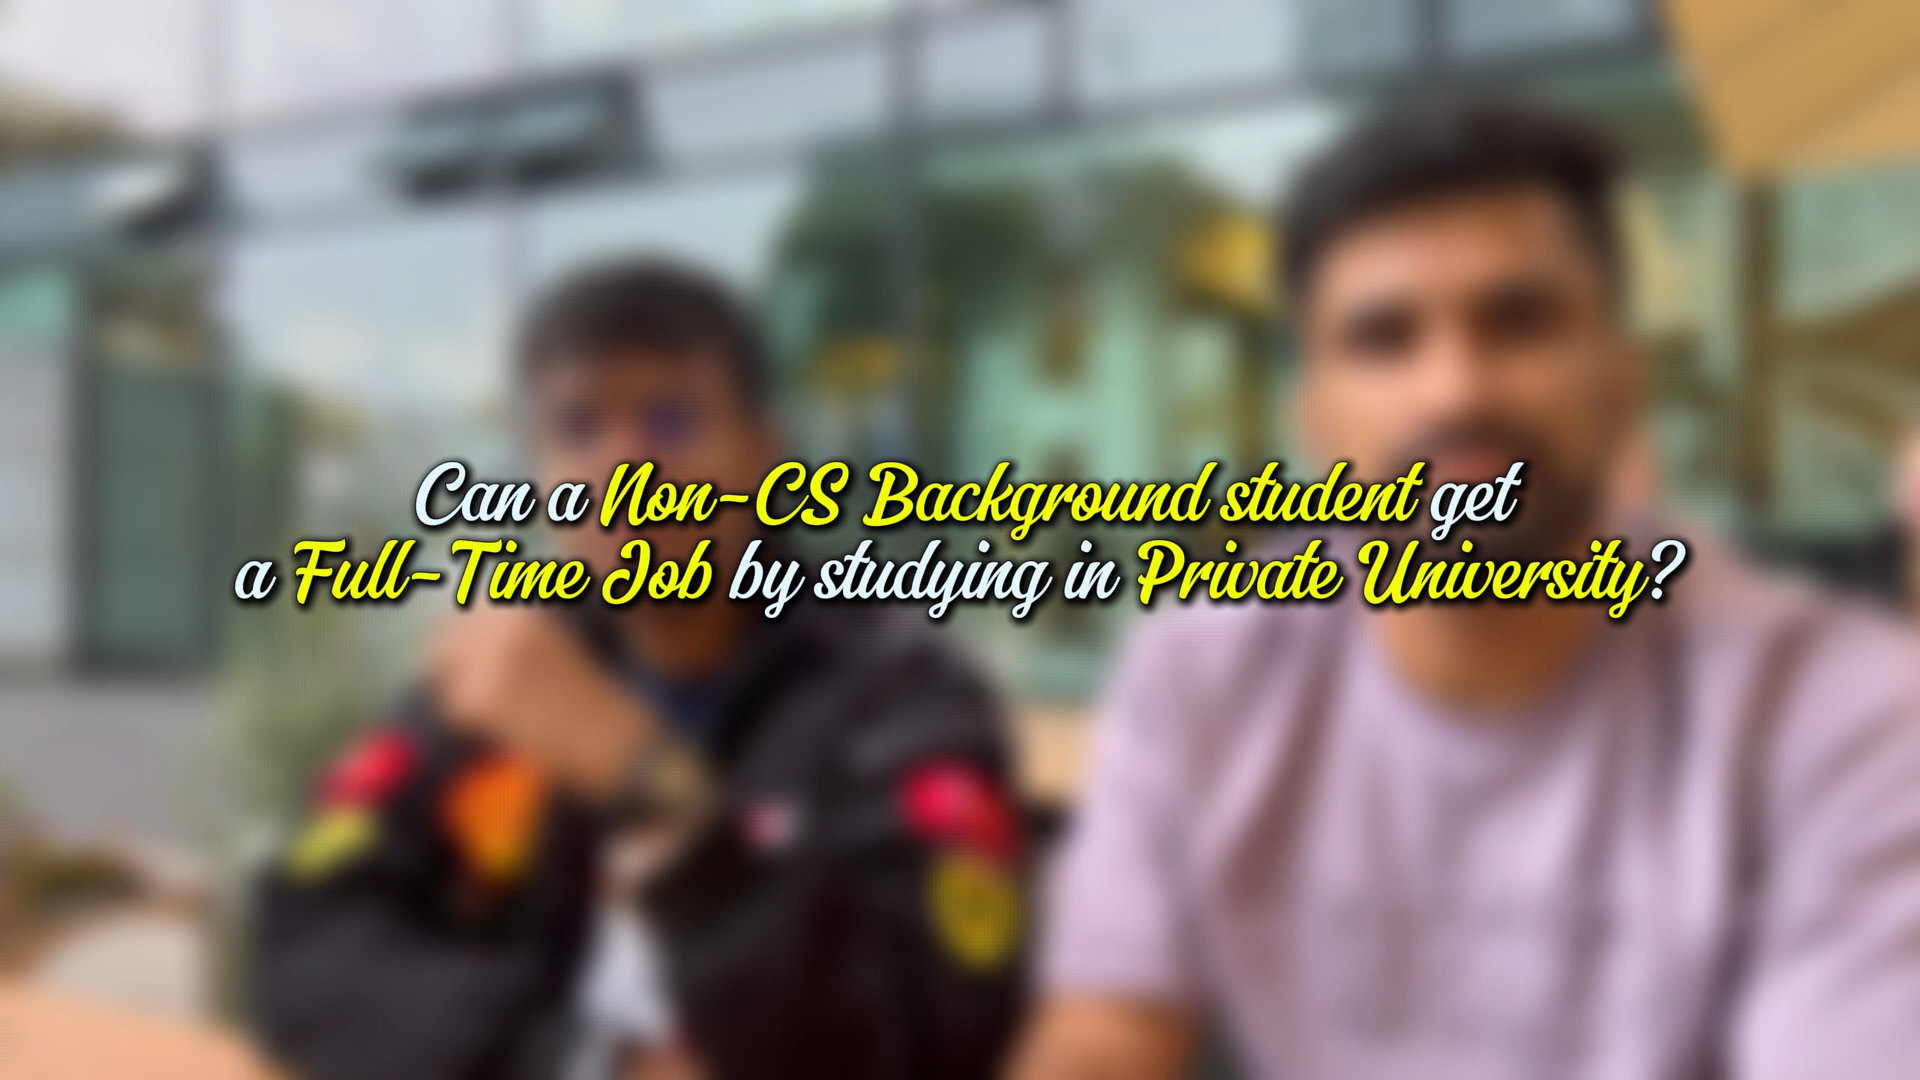 Can a Non-CS Background student get
a Full-Time Job by studying in Private University?